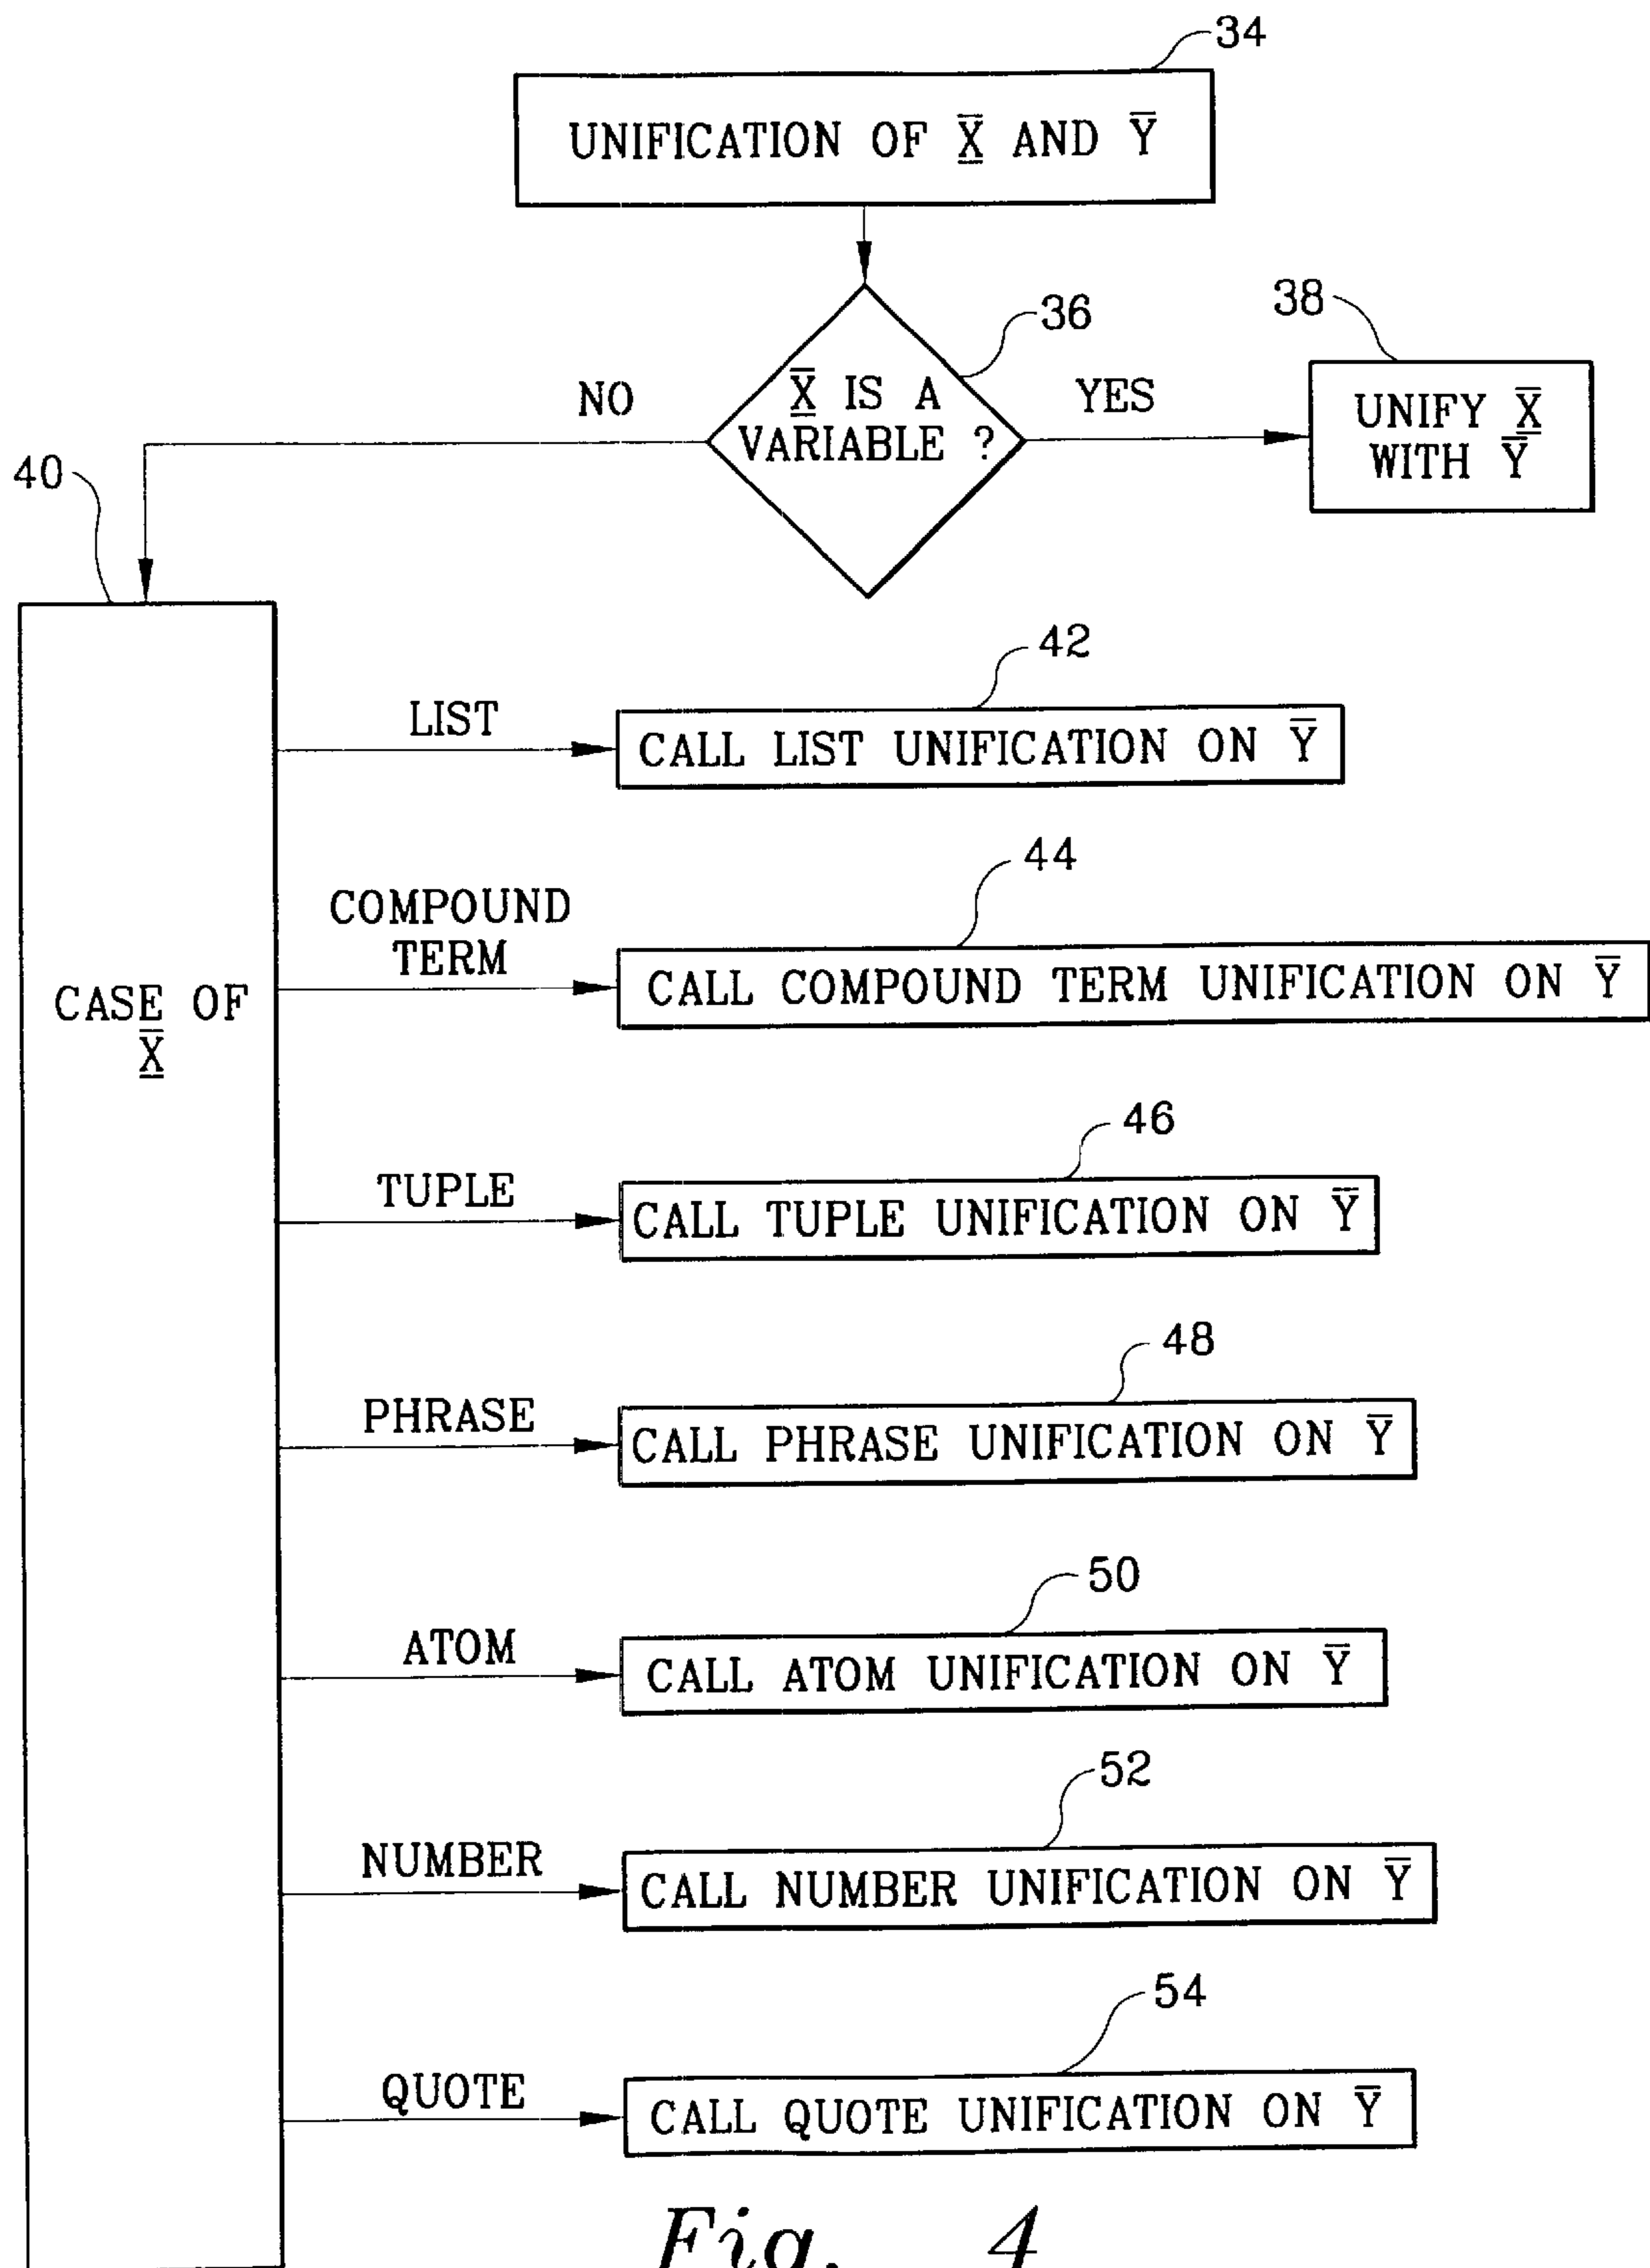 34
UNIFICATION OF X AND Y
36
38
X IS A
VARIABLE ?
NO
YES
UNIFY X
WITH Y
40
CASE OF
X
42
LIST
CALL LIST UNIFICATION ON Y
44
COMPOUND
TERM
CALL COMPOUND TERM UNIFICATION ON Y
46
TUPLE
CALL TUPLE UNIFICATION ON Y
48
PHRASE
CALL PHRASE UNIFICATION ON Y
50
ATOM
CALL ATOM UNIFICATION ON Y
52
NUMBER
CALL NUMBER UNIFICATION ON Y
54
QUOTE
CALL QUOTE UNIFICATION ON Y
Fig. 4